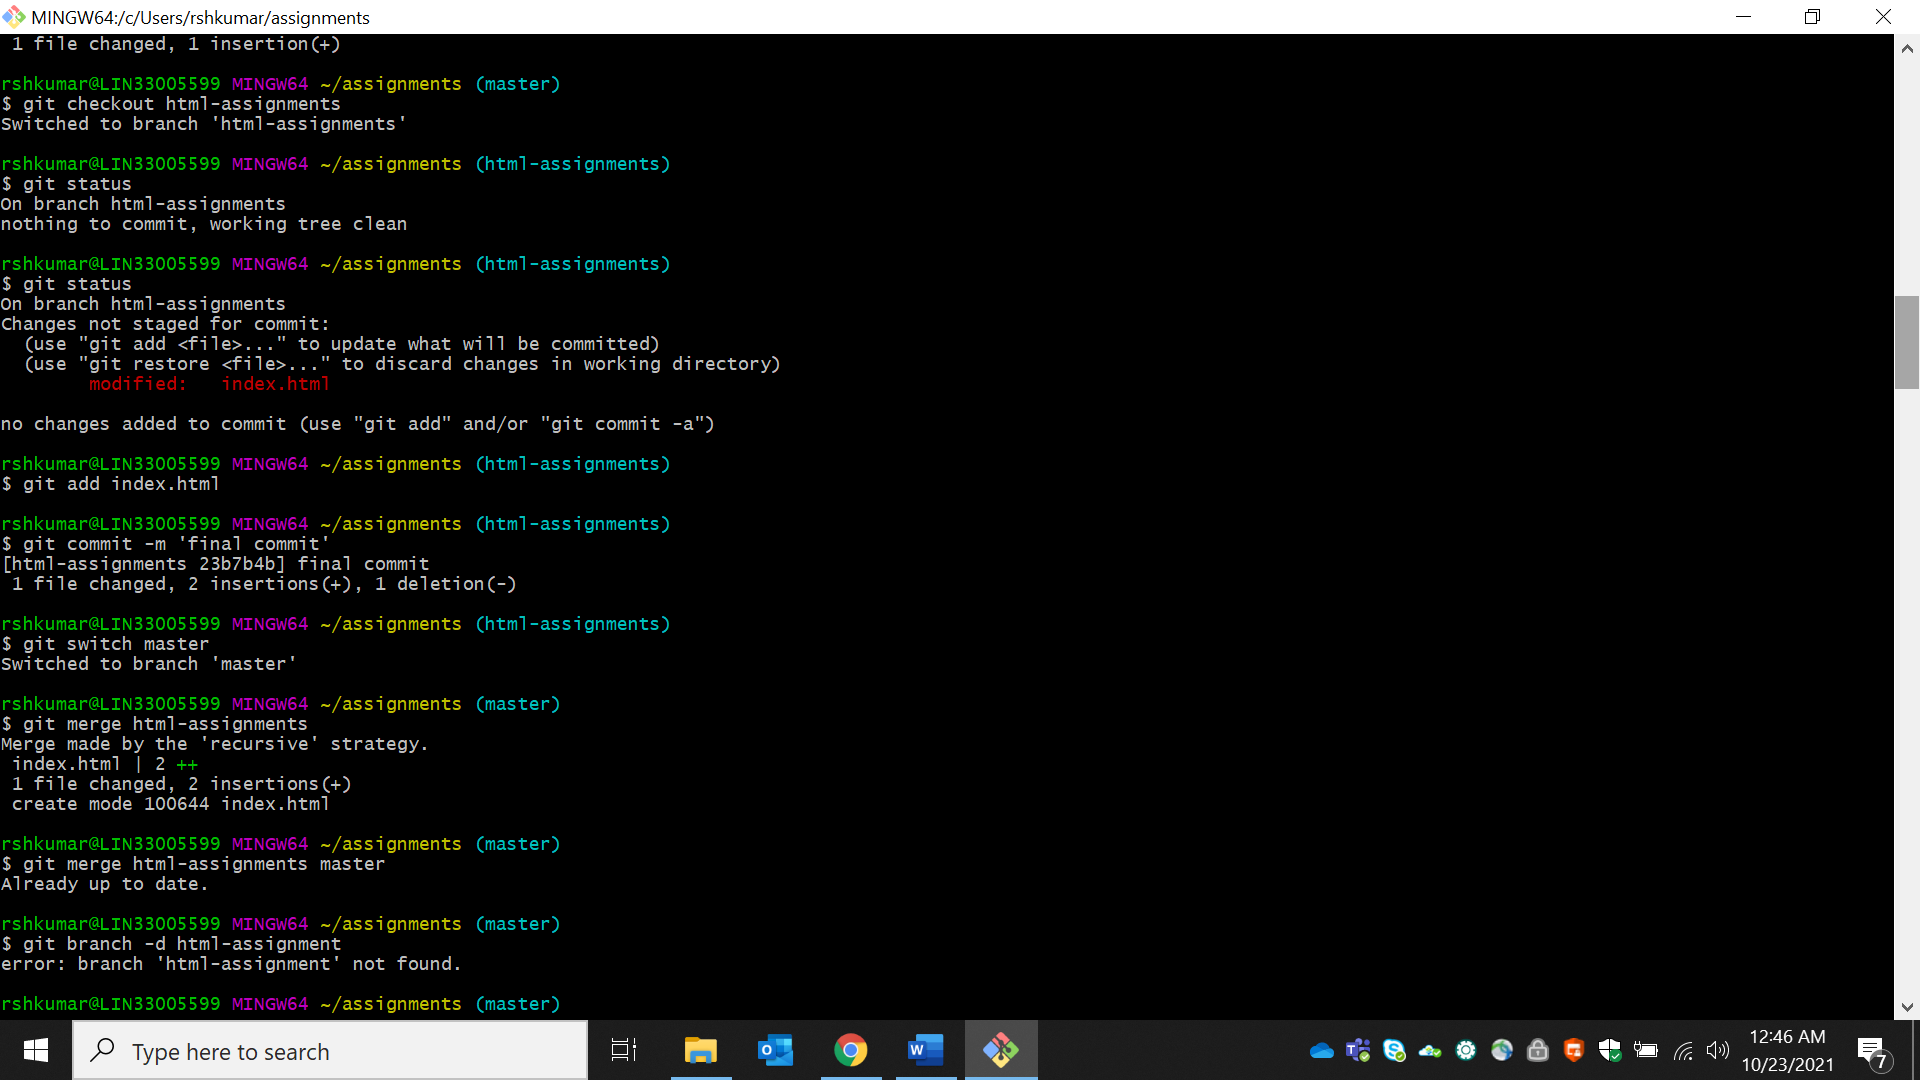 MINGW64:/c/Users/rshkumar/assignments
 1 file changed, 1 insertion(+)
rshkumar@LIN33005599 MINGW64 ~/assignments (master)
$ git checkout html-assignments
Switched to branch 'html-assignments'
rshkumar@LIN33005599 MINGW64 ~/assignments (html-assignments)
$ git status
On branch html-assignments
nothing to commit, working tree clean
rshkumar@LIN33005599 MINGW64 ~/assignments (html-assignments)
$ git status
On branch html-assignments
Changes not staged for commit:
  (use "git add <file>..." to update what will be committed)
  (use "git restore <file>..." to discard changes in working directory)
        modified:   index.html
no changes added to commit (use "git add" and/or "git commit -a")
rshkumar@LIN33005599 MINGW64 ~/assignments (html-assignments)
$ git add index.html
rshkumar@LIN33005599 MINGW64 ~/assignments (html-assignments)
$ git commit -m 'final commit'
[html-assignments 23b7b4b] final commit
 1 file changed, 2 insertions(+), 1 deletion(-)
rshkumar@LIN33005599 MINGW64 ~/assignments (html-assignments)
$ git switch master
Switched to branch 'master'
rshkumar@LIN33005599 MINGW64 ~/assignments (master)
$ git merge html-assignments
Merge made by the 'recursive' strategy.
 index.html | 2 ++
 1 file changed, 2 insertions(+)
 create mode 100644 index.html
rshkumar@LIN33005599 MINGW64 ~/assignments (master)
$ git merge html-assignments master
Already up to date.
rshkumar@LIN33005599 MINGW64 ~/assignments (master)
$ git branch -d html-assignment
error: branch 'html-assignment' not found.
rshkumar@LIN33005599 MINGW64 ~/assignments (master)
Type here to search
12:46 AM
10/23/2021
7